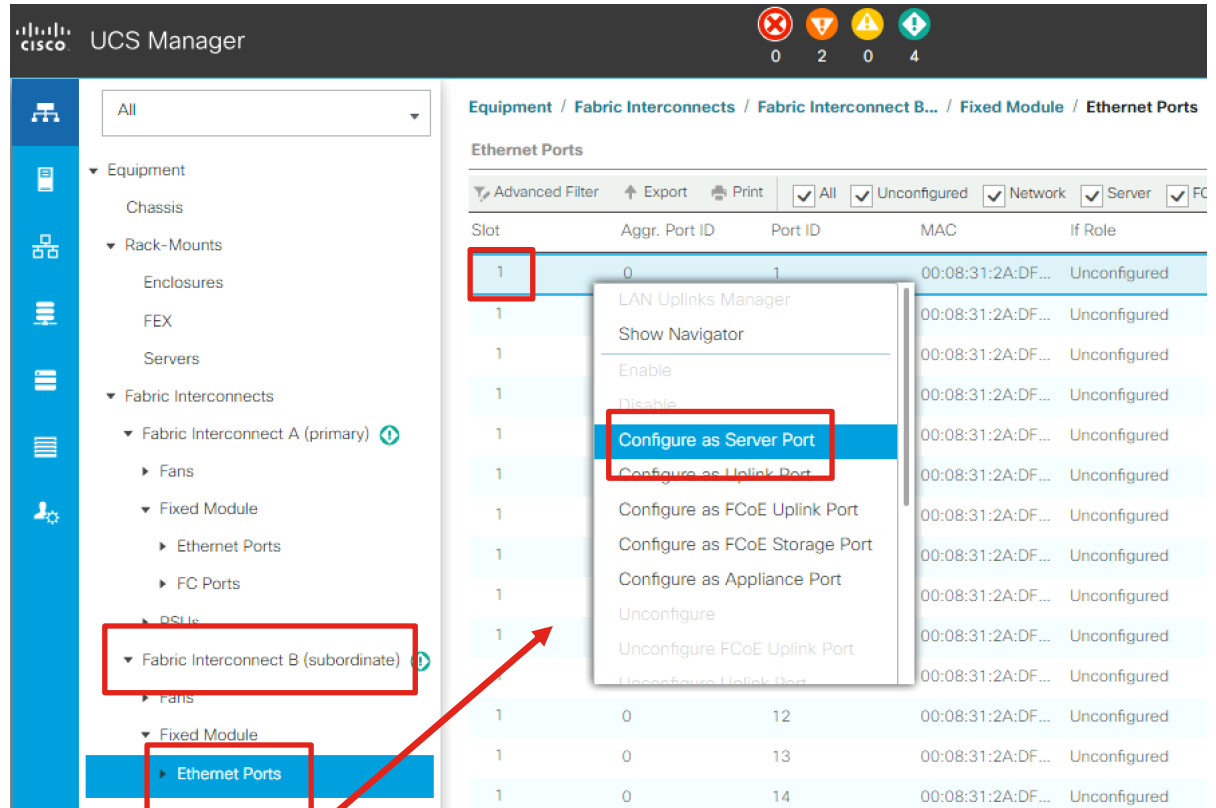 CISCO UCS Manager
0 2 0 4
All
Equipment
Chassis
Rack-Mounts
Enclosures
FEX
Servers
Fabric Interconnects
Fabric Interconnect A (primary)
Fans
Fixed Module
Ethernet Ports
FC Ports
PSUs
Fabric Interconnect B (subordinate)
Fans
Fixed Module
Ethernet Ports
Equipment / Fabric Interconnects / Fabric Interconnect B... / Fixed Module / Ethernet Ports
Ethernet Ports
Advanced Filter Export Print All Unconfigured Network Server FC
Slot Aggr. Port ID Port ID MAC If Role
1 0 1 00:08:31:2A:DF... Unconfigured
1 00:08:31:2A:DF... Unconfigured
1 00:08:31:2A:DF... Unconfigured
1 00:08:31:2A:DF... Unconfigured
1 00:08:31:2A:DF... Unconfigured
1 00:08:31:2A:DF... Unconfigured
1 00:08:31:2A:DF... Unconfigured
1 00:08:31:2A:DF... Unconfigured
1 00:08:31:2A:DF... Unconfigured
1 00:08:31:2A:DF... Unconfigured
00:08:31:2A:DF... Unconfigured
1 0 12 00:08:31:2A:DF... Unconfigured
1 0 13 00:08:31:2A:DF... Unconfigured
1 0 14 00:08:31:2A:DF... Unconfigured
LAN Uplinks Manager
Show Navigator
Enable
Disable
Configure as Server Port
Configure as Uplink Port
Configure as FCoE Uplink Port
Configure as FCoE Storage Port
Configure as Appliance Port
Unconfigure
Unconfigure FCoE Uplink Port
Unconfigure Uplink Port